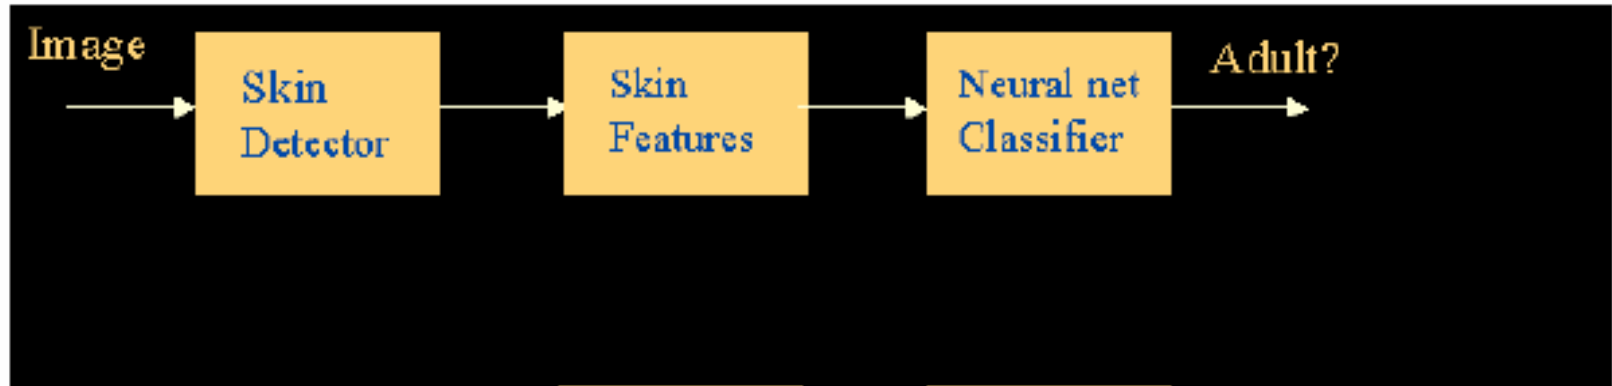 Image
Skin
Detector
Skin
Features
Neural net
Classifier
Adult?